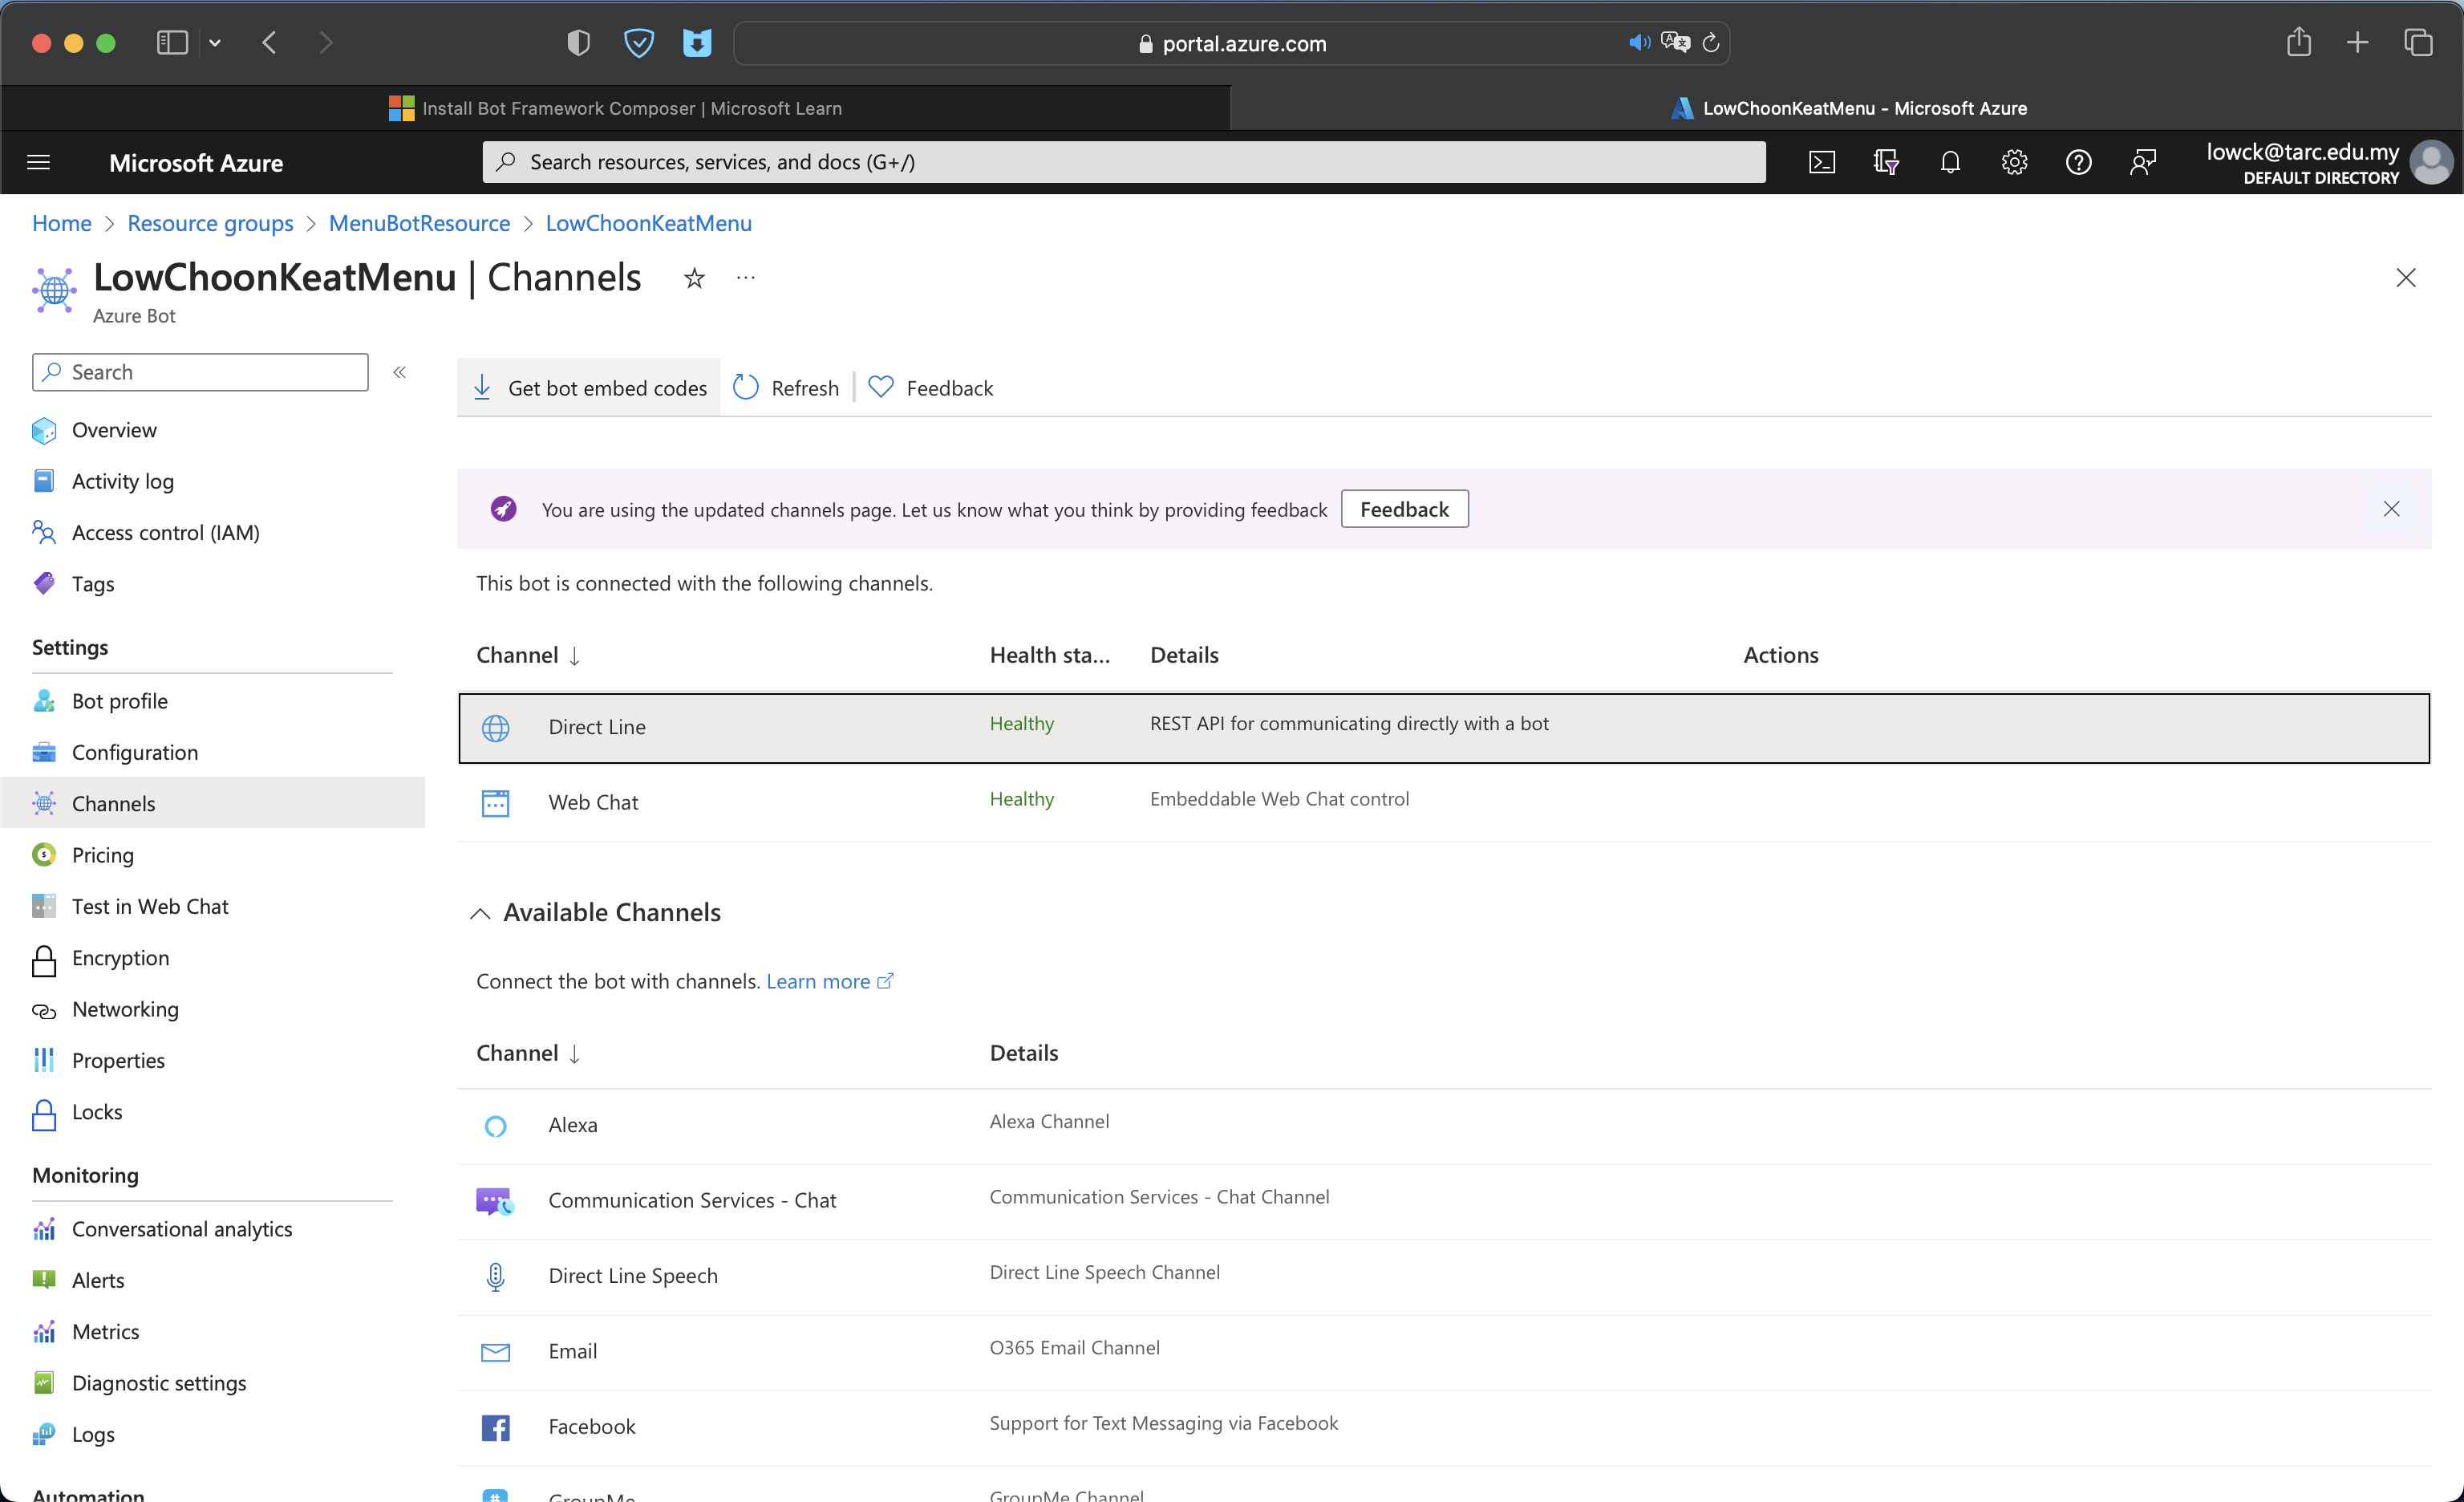 portal.azure.com
Install Bot Framework Composer | Microsoft Learn
LowChoonKeatMenu - Microsoft Azure
Microsoft Azure
Search resources, services, and docs (G+/)
lowck@tarc.edu.my
DEFAULT DIRECTORY
Home > Resource groups > MenuBotResource > LowChoonKeatMenu
LowChoonKeatMenu | Channels
Azure Bot
Search
Overview
Activity log
Access control (IAM)
Tags
Settings
Bot profile
Configuration
Channels
Pricing
Test in Web Chat
Encryption
Networking
Properties
Locks
Monitoring
Conversational analytics
Alerts
Metrics
Diagnostic settings
Logs
Automation
Get bot embed codes Refresh Feedback
You are using the updated channels page. Let us know what you think by providing feedback Feedback
This bot is connected with the following channels.
Channel ↓ Health sta... Details Actions
Direct Line Healthy REST API for communicating directly with a bot
Web Chat Healthy Embeddable Web Chat control
Available Channels
Connect the bot with channels. Learn more
Channel ↓ Details
Alexa Alexa Channel
Communication Services - Chat Communication Services - Chat Channel
Direct Line Speech Direct Line Speech Channel
Email O365 Email Channel
Facebook Support for Text Messaging via Facebook
GroupMe GroupMe Channel